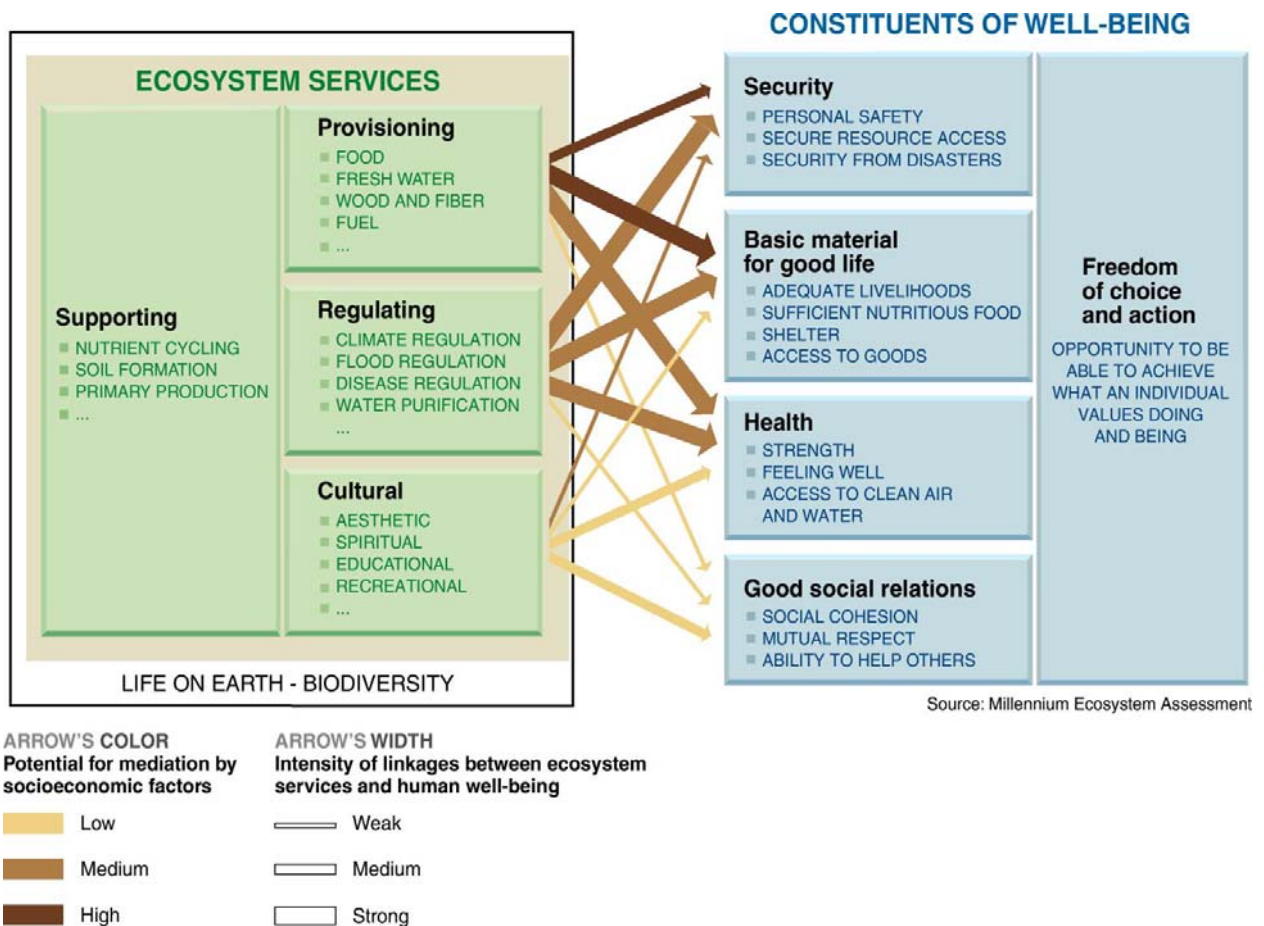 CONSTITUENTS OF WELL-BEING
ECOSYSTEM SERVICES
Supporting
NUTRIENT CYCLING
SOIL FORMATION
PRIMARY PRODUCTION
...
Provisioning
FOOD
FRESH WATER
WOOD AND FIBER
FUEL
...
Regulating
CLIMATE REGULATION
FLOOD REGULATION
DISEASE REGULATION
WATER PURIFICATION
...
Cultural
AESTHETIC
SPIRITUAL
EDUCATIONAL
RECREATIONAL
...
LIFE ON EARTH - BIODIVERSITY
Security
PERSONAL SAFETY
SECURE RESOURCE ACCESS
SECURITY FROM DISASTERS
Basic material
for good life
ADEQUATE LIVELIHOODS
SUFFICIENT NUTRITIOUS FOOD
SHELTER
ACCESS TO GOODS
Health
STRENGTH
FEELING WELL
ACCESS TO CLEAN AIR
AND WATER
Good social relations
SOCIAL COHESION
MUTUAL RESPECT
ABILITY TO HELP OTHERS
Freedom
of choice
and action
OPPORTUNITY TO BE
ABLE TO ACHIEVE
WHAT AN INDIVIDUAL
VALUES DOING
AND BEING
Source: Millennium Ecosystem Assessment
ARROW'S COLOR
Potential for mediation by
socioeconomic factors
Low
Medium
High
ARROW'S WIDTH
Intensity of linkages between ecosystem
services and human well-being
Weak
Medium
Strong